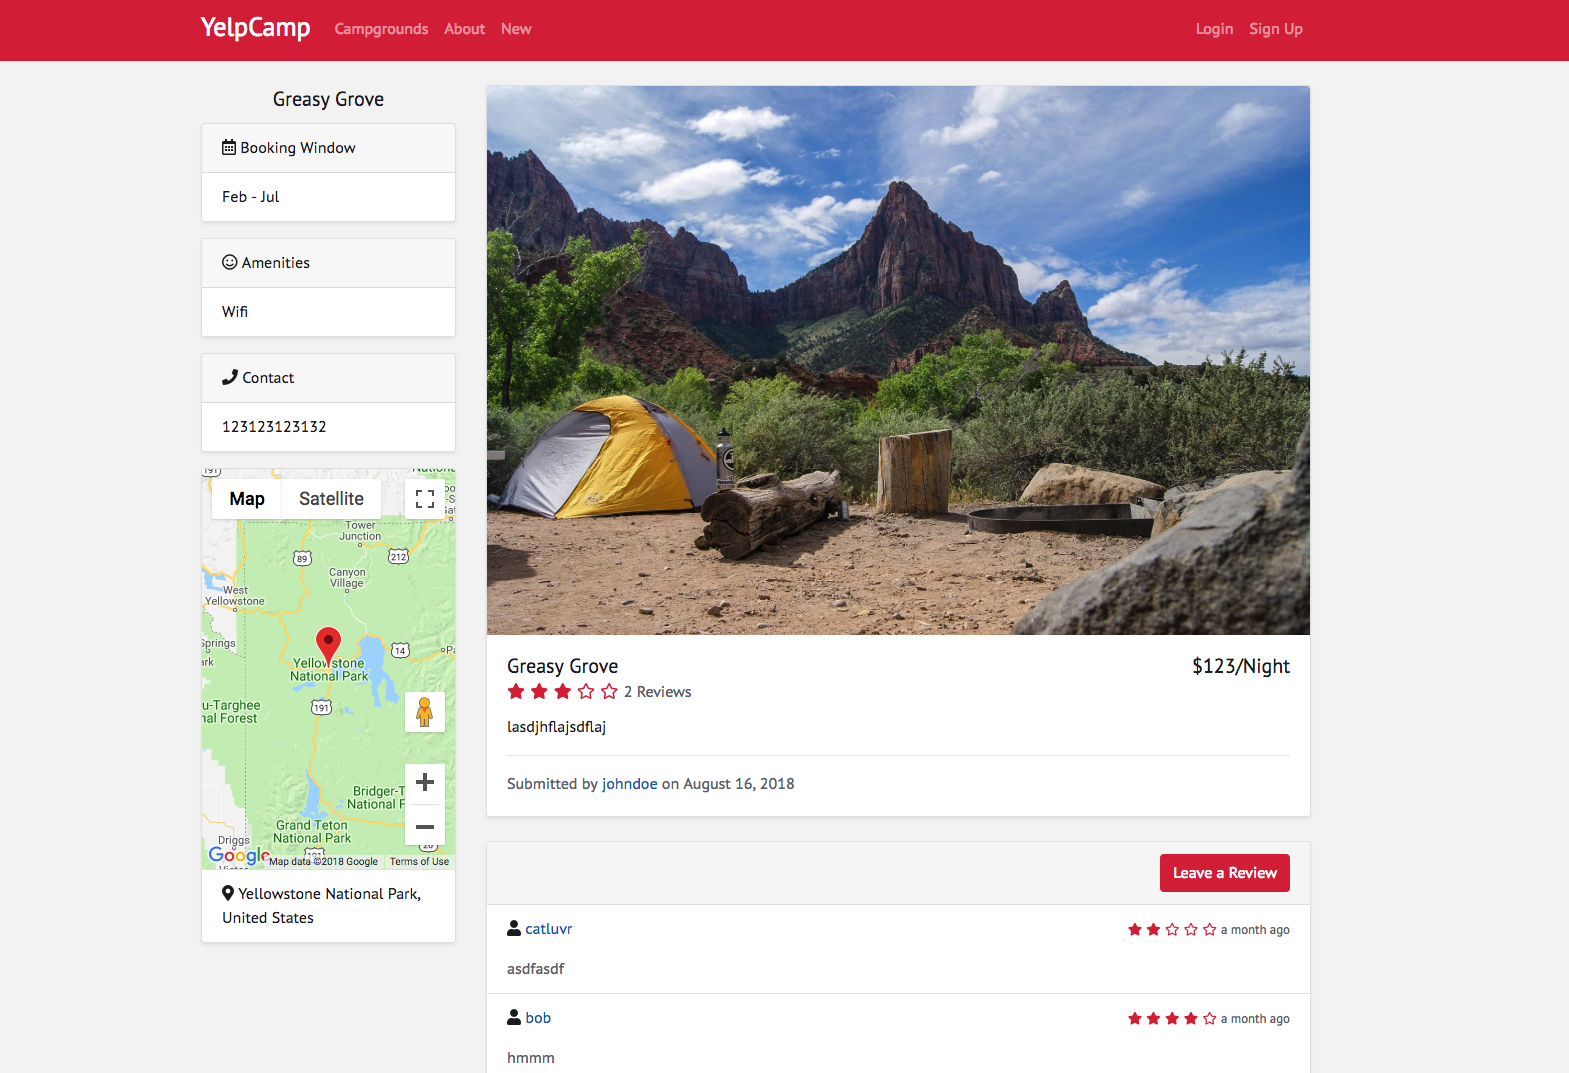 YelpCamp Campgrounds About New Login Sign Up
Greasy Grove
Booking Window
Feb - Jul
Amenities
Wifi
Contact
123123123132
191
Map Satellite
Tower
Junction
89
212
Canyon
Village
West
Yellowstone
Springs
14
Yellowstone
National Park
191
u-Targhee
nal Forest
Bridger-T
National F
Grand Teton
National Park
Driggs
191
Google Map data ©2018 Google Terms of Use
Yellowstone National Park,
United States
Greasy Grove $123/Night
2 Reviews
lasdjhflajsdflaj
Submitted by johndoe on August 16, 2018
Leave a Review
catluvr a month ago
asdfasdf
bob a month ago
hmmm